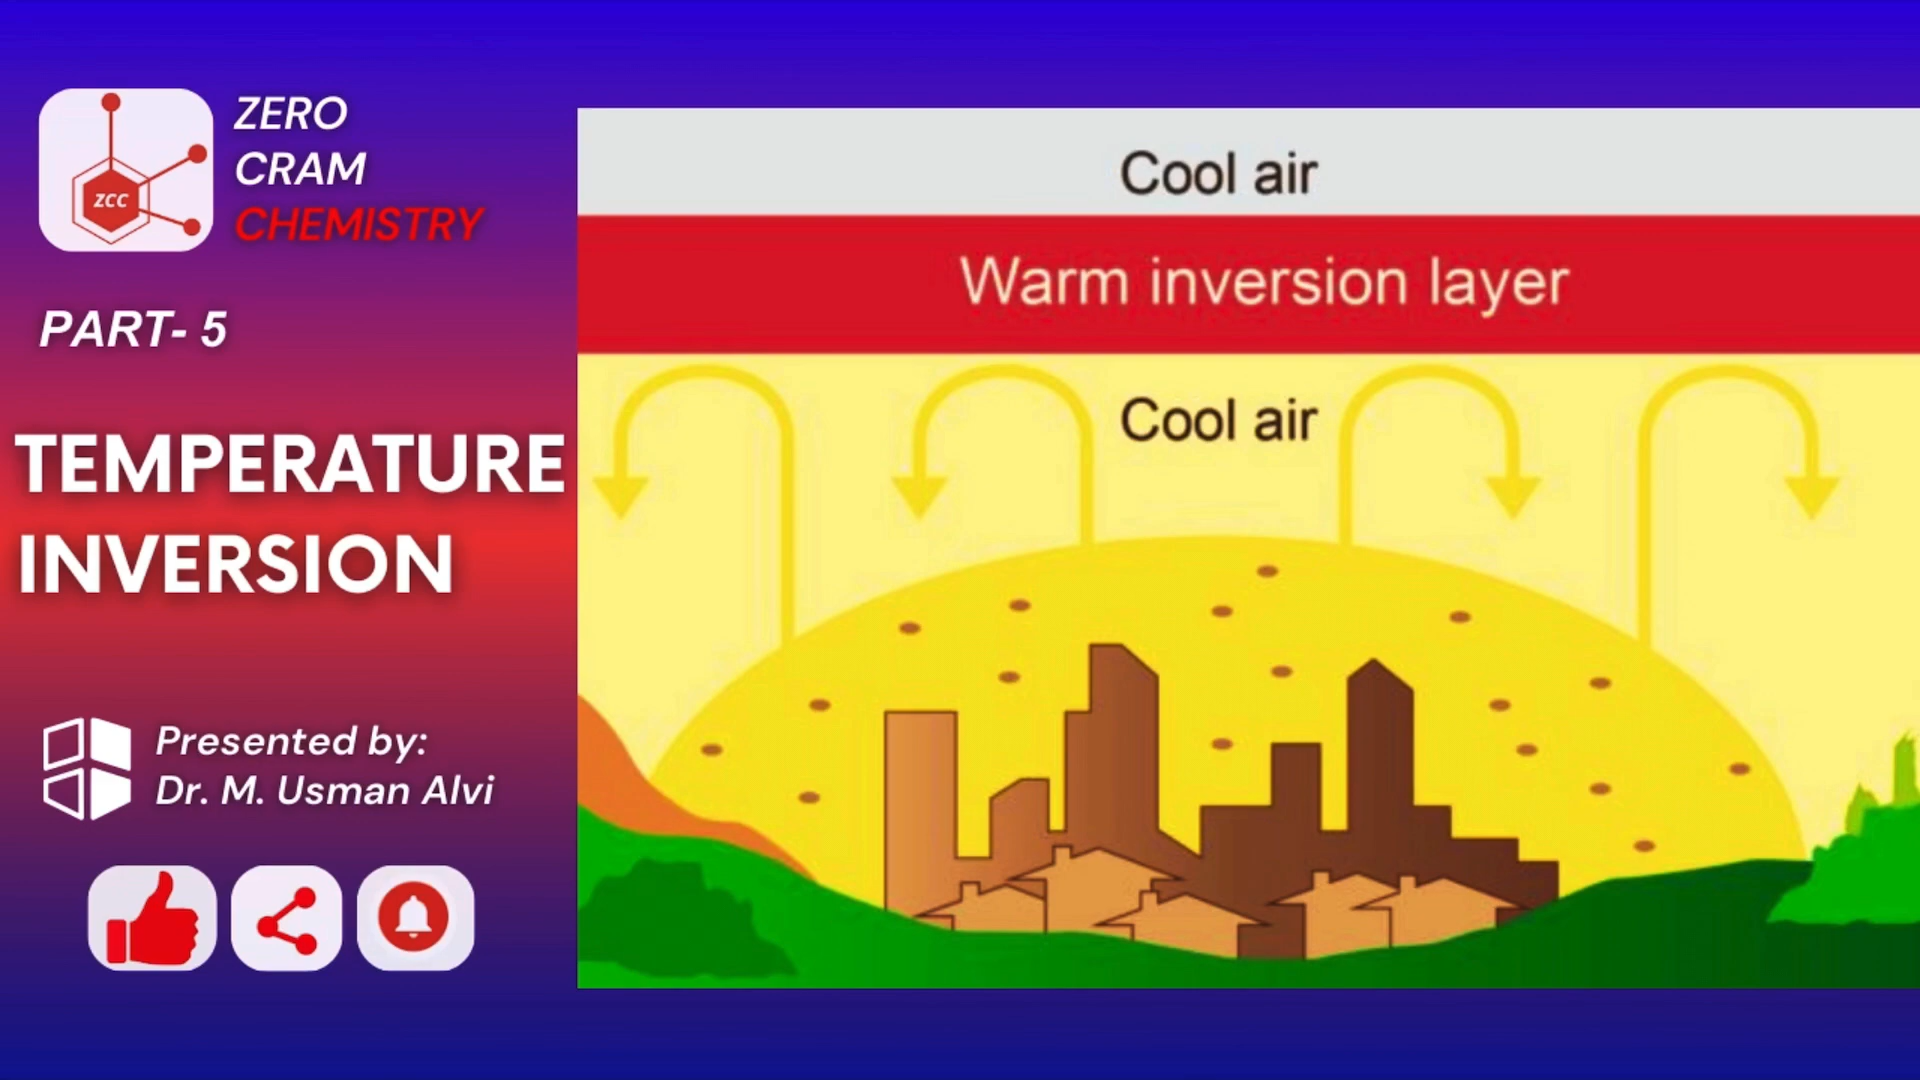 ZERO
CRAM
CHEMISTRY
ZCC
PART- 5
TEMPERATURE
INVERSION
Presented by:
Dr. M. Usman Alvi
Cool air
Warm inversion layer
Cool air